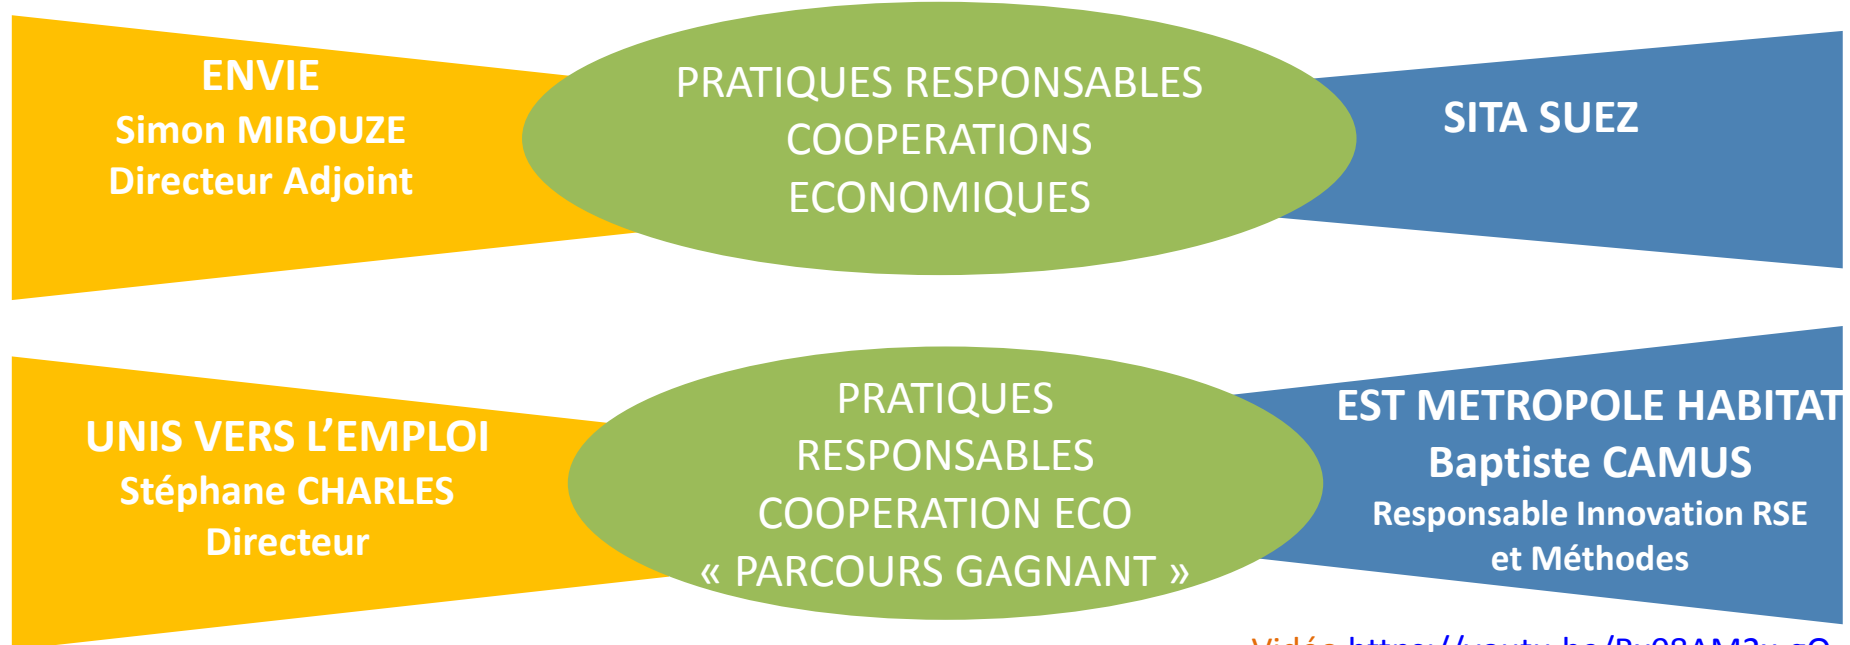 ENVIE
Simon MIROUZE
Directeur Adjoint
PRATIQUES RESPONSABLES
COOPERATIONS
ECONOMIQUES
SITA SUEZ
UNIS VERS L’EMPLOI
Stéphane CHARLES
Directeur
PRATIQUES
RESPONSABLES
COOPERATION ECO
« PARCOURS GAGNANT »
EST METROPOLE HABITAT
Baptiste CAMUS
Responsable Innovation RSE
et Méthodes
Vidéo